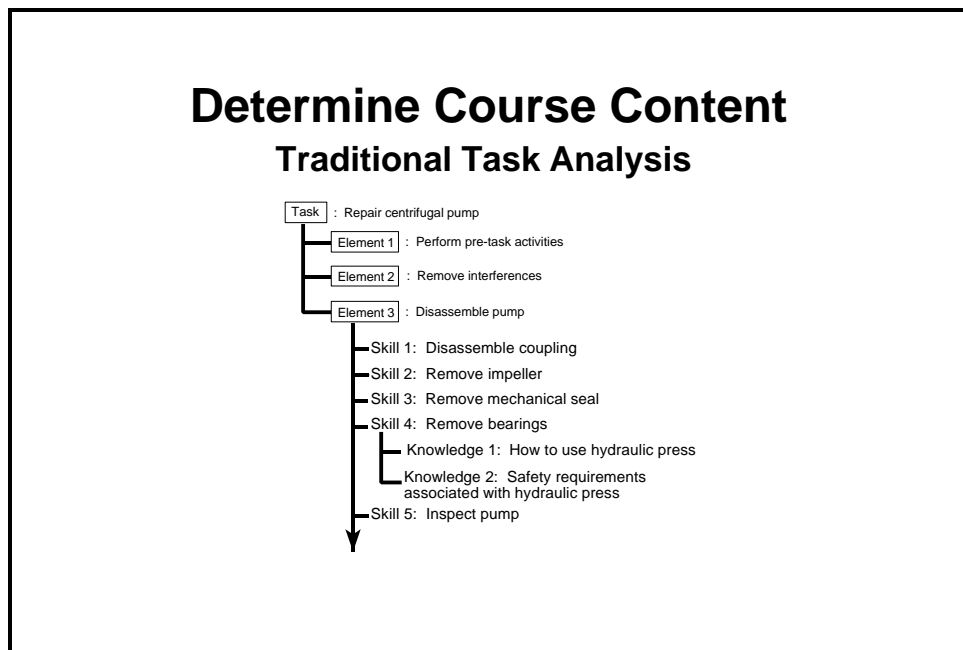 Determine Course Content
Traditional Task Analysis
Task : Repair centrifugal pump
Element 1 : Perform pre-task activities
Element 2 : Remove interferences
Element 3 : Disassemble pump
Skill 1: Disassemble coupling
Skill 2: Remove impeller
Skill 3: Remove mechanical seal
Skill 4: Remove bearings
Knowledge 1: How to use hydraulic press
Knowledge 2: Safety requirements
associated with hydraulic press
Skill 5: Inspect pump